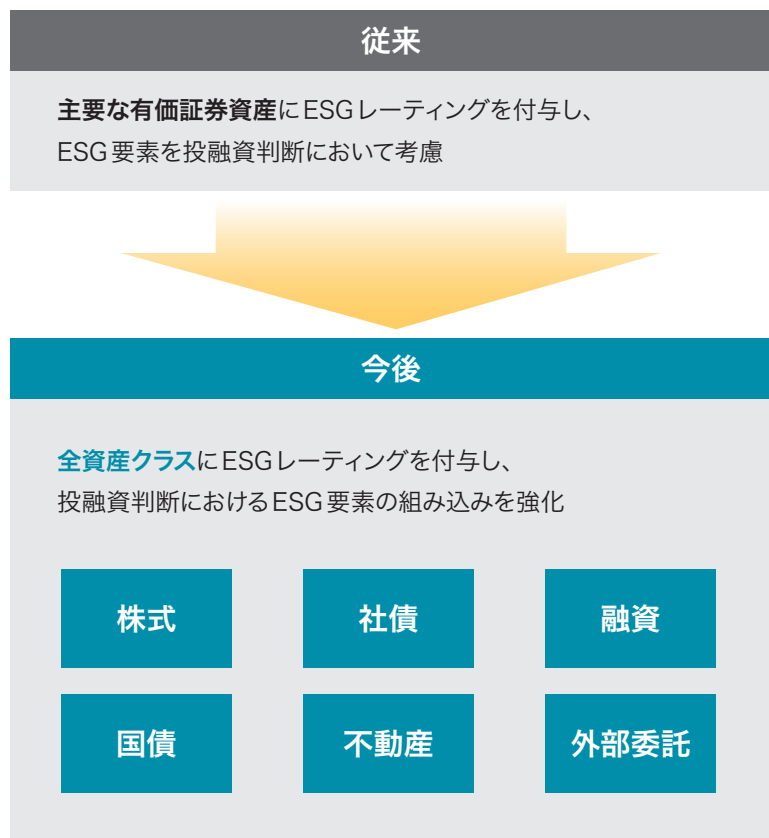 従来
主要な有価証券資産にESGレーティングを付与し、
ESG要素を投融資判断において考慮
今後
全資産クラスにESGレーティングを付与し、
投融資判断におけるESG要素の組み込みを強化
株式
社債
融資
国債
不動産
外部委託